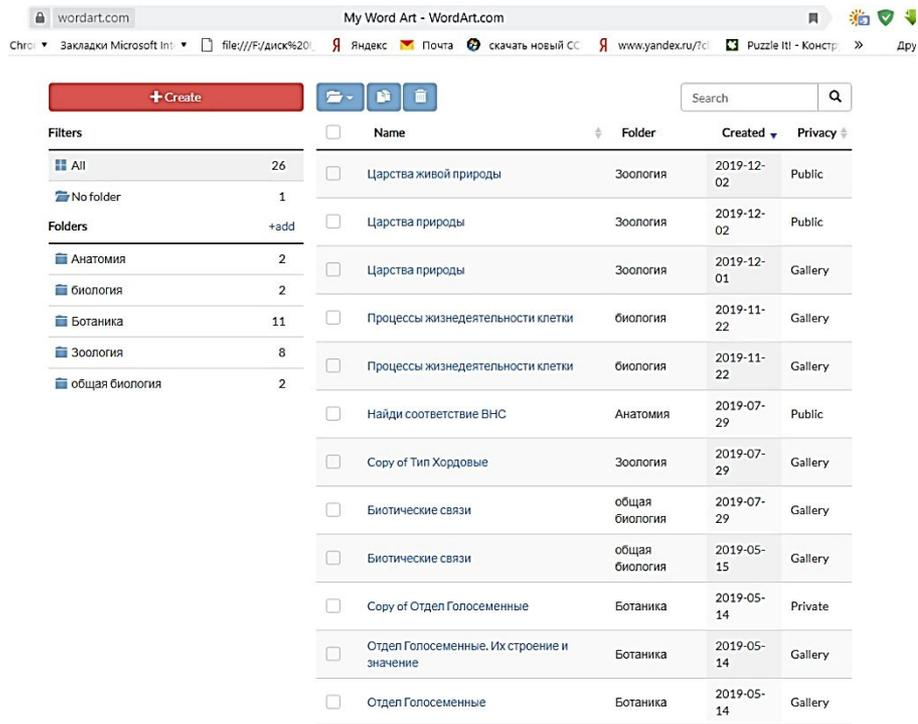 wordart.com
My Word Art - WordArt.com
Закладки Microsoft Int
file:///F:/диск%20
Яндекс
Почта
скачать новый СС
www.yandex.ru/?cl
Puzzle It! - Констр
»
Дру
+ Create
Search
Filters
Name
Folder
Created
Privacy
All 26
No folder 1
Folders +add
Анатомия 2
биология 2
Ботаника 11
Зоология 8
общая биология 2
Царства живой природы Зоология 2019-12-
02 Public
Царства природы Зоология 2019-12-
02 Public
Царства природы Зоология 2019-12-
01 Gallery
Процессы жизнедеятельности клетки биология 2019-11-
22 Gallery
Процессы жизнедеятельности клетки биология 2019-11-
22 Gallery
Найди соответствие ВНС Анатомия 2019-07-
29 Public
Copy of Тип Хордовые Зоология 2019-07-
29 Gallery
Биотические связи общая
биология 2019-07-
29 Gallery
Биотические связи общая
биология 2019-05-
15 Gallery
Copy of Отдел Голосеменные Ботаника 2019-05-
14 Private
Отдел Голосеменные. Их строение и
значение Ботаника 2019-05-
14 Gallery
Отдел Голосеменные Ботаника 2019-05-
14 Gallery